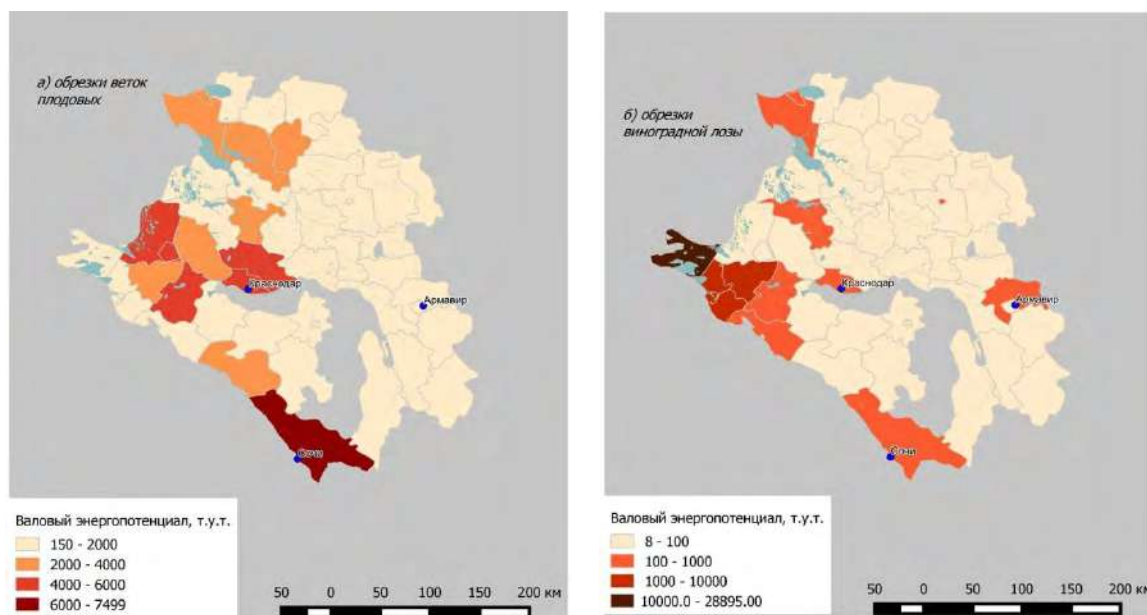 а) обрезки веток
плодовых
Краснодар
Армавир
Сочи
Валовый энергопотенциал, т.у.т.
150 - 2000
2000 - 4000
4000 - 6000
6000 - 7499
50 0 50 100 150 200 км
б) обрезки
виноградной лозы
Краснодар
Армавир
Сочи
Валовый энергопотенциал, т.у.т.
8 - 100
100 - 1000
1000 - 10000
10000.0 - 28895.00
50 0 50 100 150 200 км